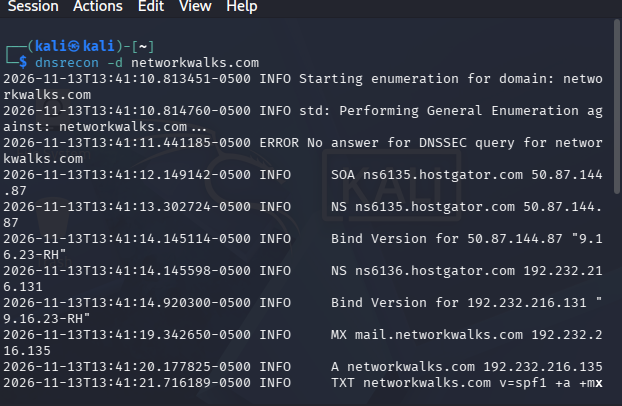 Session Actions Edit View Help
┌──(kali㉿kali)-[~]
└─$ dnsrecon -d networkwalks.com
2026-11-13T13:41:10.813451-0500 INFO Starting enumeration for domain: netwo
rkwalks.com
2026-11-13T13:41:10.814760-0500 INFO std: Performing General Enumeration ag
ainst: networkwalks.com...
2026-11-13T13:41:11.441185-0500 ERROR No answer for DNSSEC query for networ
kwalks.com
2026-11-13T13:41:12.149142-0500 INFO SOA ns6135.hostgator.com 50.87.144
.87
2026-11-13T13:41:13.302724-0500 INFO NS ns6135.hostgator.com 50.87.144.
87
2026-11-13T13:41:14.145114-0500 INFO Bind Version for 50.87.144.87 "9.1
6.23-RH"
2026-11-13T13:41:14.145598-0500 INFO NS ns6136.hostgator.com 192.232.21
6.131
2026-11-13T13:41:14.920300-0500 INFO Bind Version for 192.232.216.131 "
9.16.23-RH"
2026-11-13T13:41:19.342650-0500 INFO MX mail.networkwalks.com 192.232.2
16.135
2026-11-13T13:41:20.177825-0500 INFO A networkwalks.com 192.232.216.135
2026-11-13T13:41:21.716189-0500 INFO TXT networkwalks.com v=spf1 +a +mx
KALI